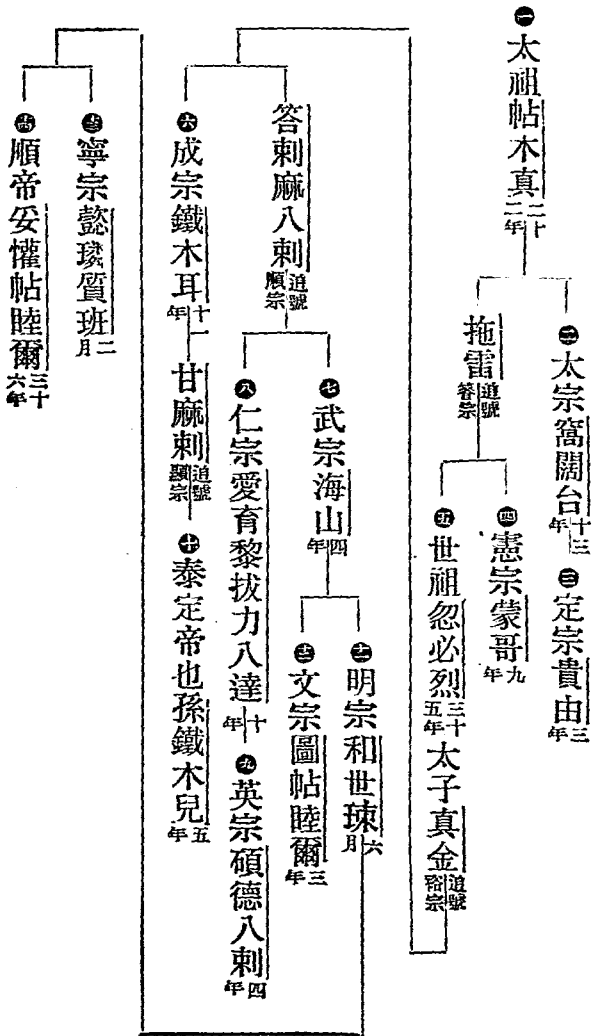 一 太祖帖木真 二十二年
二 太宗窩闊台 十三年
三 定宗貴由 三年
拖雷 追號睿宗
四 憲宗蒙哥 九年
五 世祖忽必烈 三十五年
太子真金 追號裕宗
答剌麻八剌 追號順宗
七 武宗海山 四年
十一 明宗和世㻋 六月
十二 文宗圖帖睦爾 三年
八 仁宗愛育黎拔力八達 十年
九 英宗碩德八剌 四年
六 成宗鐵木耳 十一年
甘麻剌 追號顯宗
十 泰定帝也孫鐵木兒 五年
十三 寧宗懿璘質班 二月
十四 順帝妥懽帖睦爾 三十六年